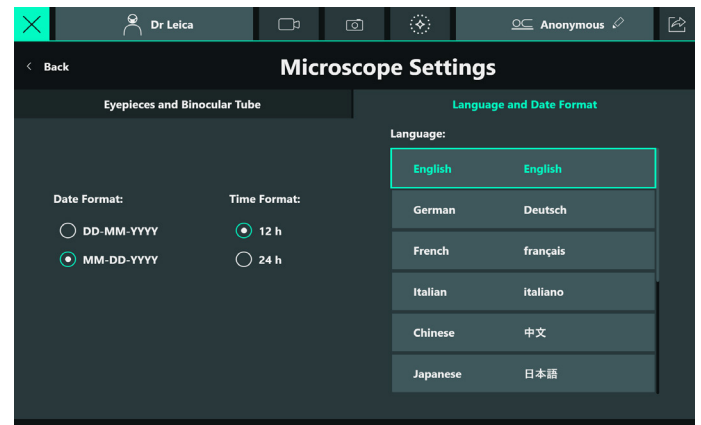 Dr Leica
Anonymous
Back
Microscope Settings
Eyepieces and Binocular Tube
Language and Date Format
Language:
English English
Date Format: Time Format:
German Deutsch
DD-MM-YYYY 12 h
French français
MM-DD-YYYY 24 h
Italian italiano
Chinese 中文
Japanese 日本語